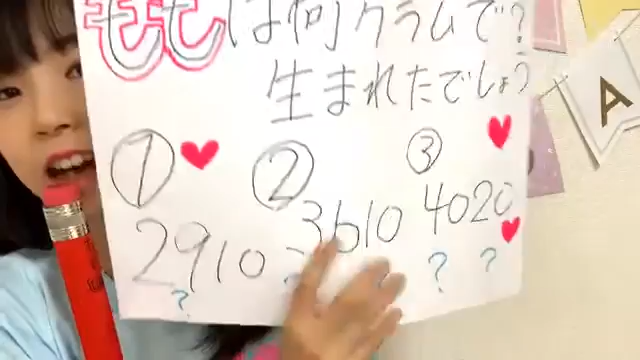 ももは何グラムで?
生まれたでしょう
① ② ③
2910 3610 4020
? ? ?
A